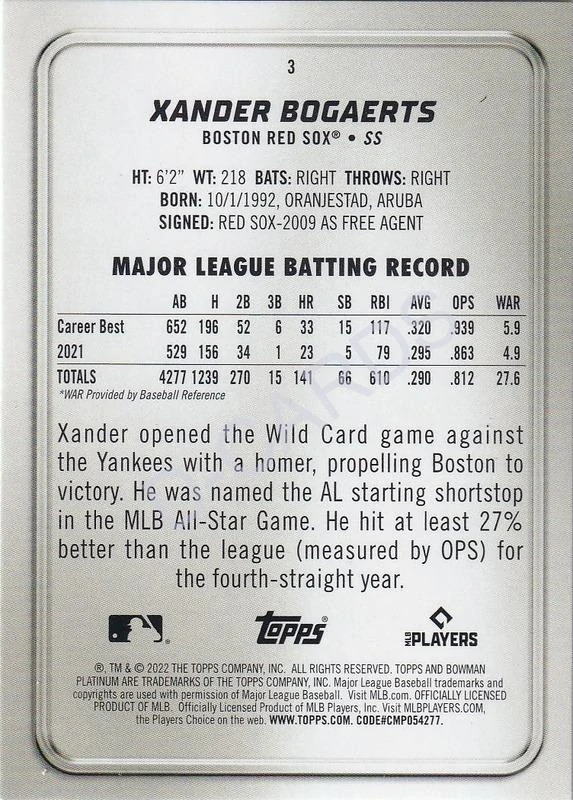 3
XANDER BOGAERTS
BOSTON RED SOX® • SS
HT: 6'2" WT: 218 BATS: RIGHT THROWS: RIGHT
BORN: 10/1/1992, ORANJESTAD, ARUBA
SIGNED: RED SOX-2009 AS FREE AGENT
MAJOR LEAGUE BATTING RECORD
AB H 2B 3B HR SB RBI AVG OPS WAR
Career Best 652 196 52 6 33 15 117 .320 .939 5.9
2021 529 156 34 1 23 5 79 .295 .863 4.9
TOTALS 4277 1239 270 15 141 66 610 .290 .812 27.6
*WAR Provided by Baseball Reference
Xander opened the Wild Card game against
the Yankees with a homer, propelling Boston to
victory. He was named the AL starting shortstop
in the MLB All-Star Game. He hit at least 27%
better than the league (measured by OPS) for
the fourth-straight year.
topps®
MLB PLAYERS
®, TM & © 2022 THE TOPPS COMPANY, INC. ALL RIGHTS RESERVED. TOPPS AND BOWMAN
PLATINUM ARE TRADEMARKS OF THE TOPPS COMPANY, INC. Major League Baseball trademarks and
copyrights are used with permission of Major League Baseball. Visit MLB.com. OFFICIALLY LICENSED
PRODUCT OF MLB. Officially Licensed Product of MLB Players, Inc. Visit MLBPLAYERS.COM,
the Players Choice on the web. WWW.TOPPS.COM. CODE#CMP054277.